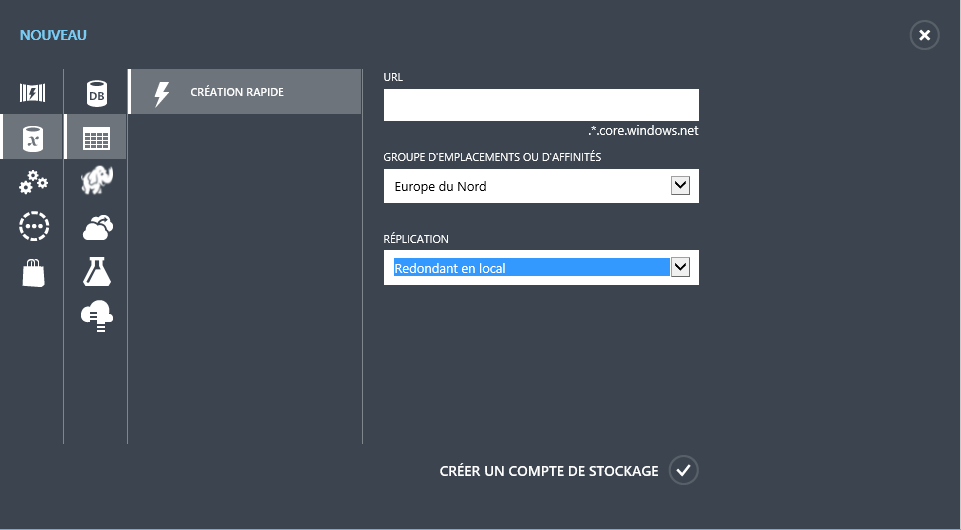 NOUVEAU
DB
x
CRÉATION RAPIDE
URL
.*.core.windows.net
GROUPE D'EMPLACEMENTS OU D'AFFINITÉS
Europe du Nord
RÉPLICATION
Redondant en local
CRÉER UN COMPTE DE STOCKAGE